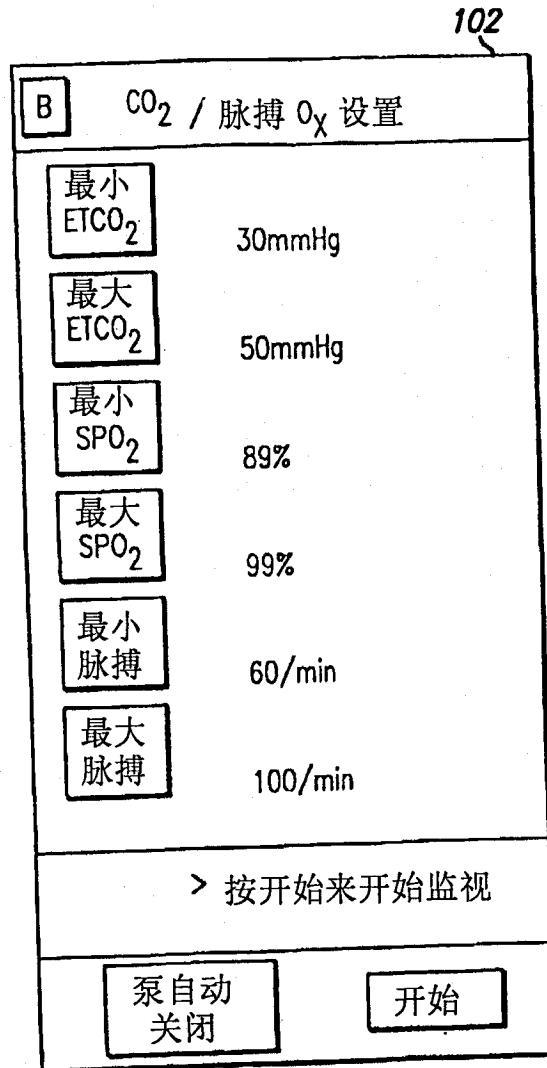 102
B CO₂ / 脉搏 Oₓ 设置
最小
ETCO₂
30mmHg
最大
ETCO₂
50mmHg
最小
SPO₂
89%
最大
SPO₂
99%
最小
脉搏
60/min
最大
脉搏
100/min
> 按开始来开始监视
泵自动
关闭
开始